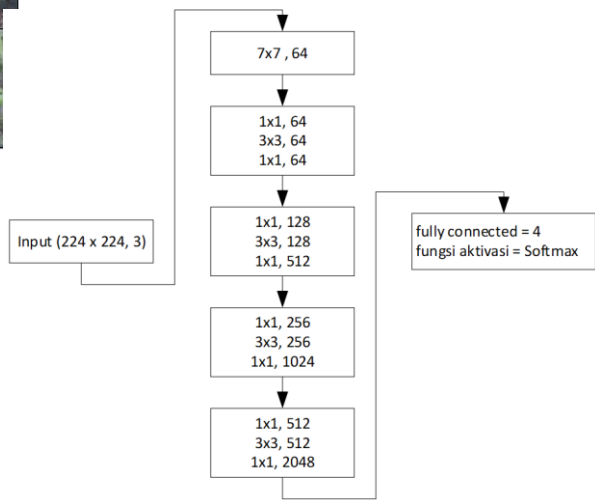 Input (224 x 224, 3)
7x7 , 64
1x1, 64
3x3, 64
1x1, 64
1x1, 128
3x3, 128
1x1, 512
1x1, 256
3x3, 256
1x1, 1024
1x1, 512
3x3, 512
1x1, 2048
fully connected = 4
fungsi aktivasi = Softmax